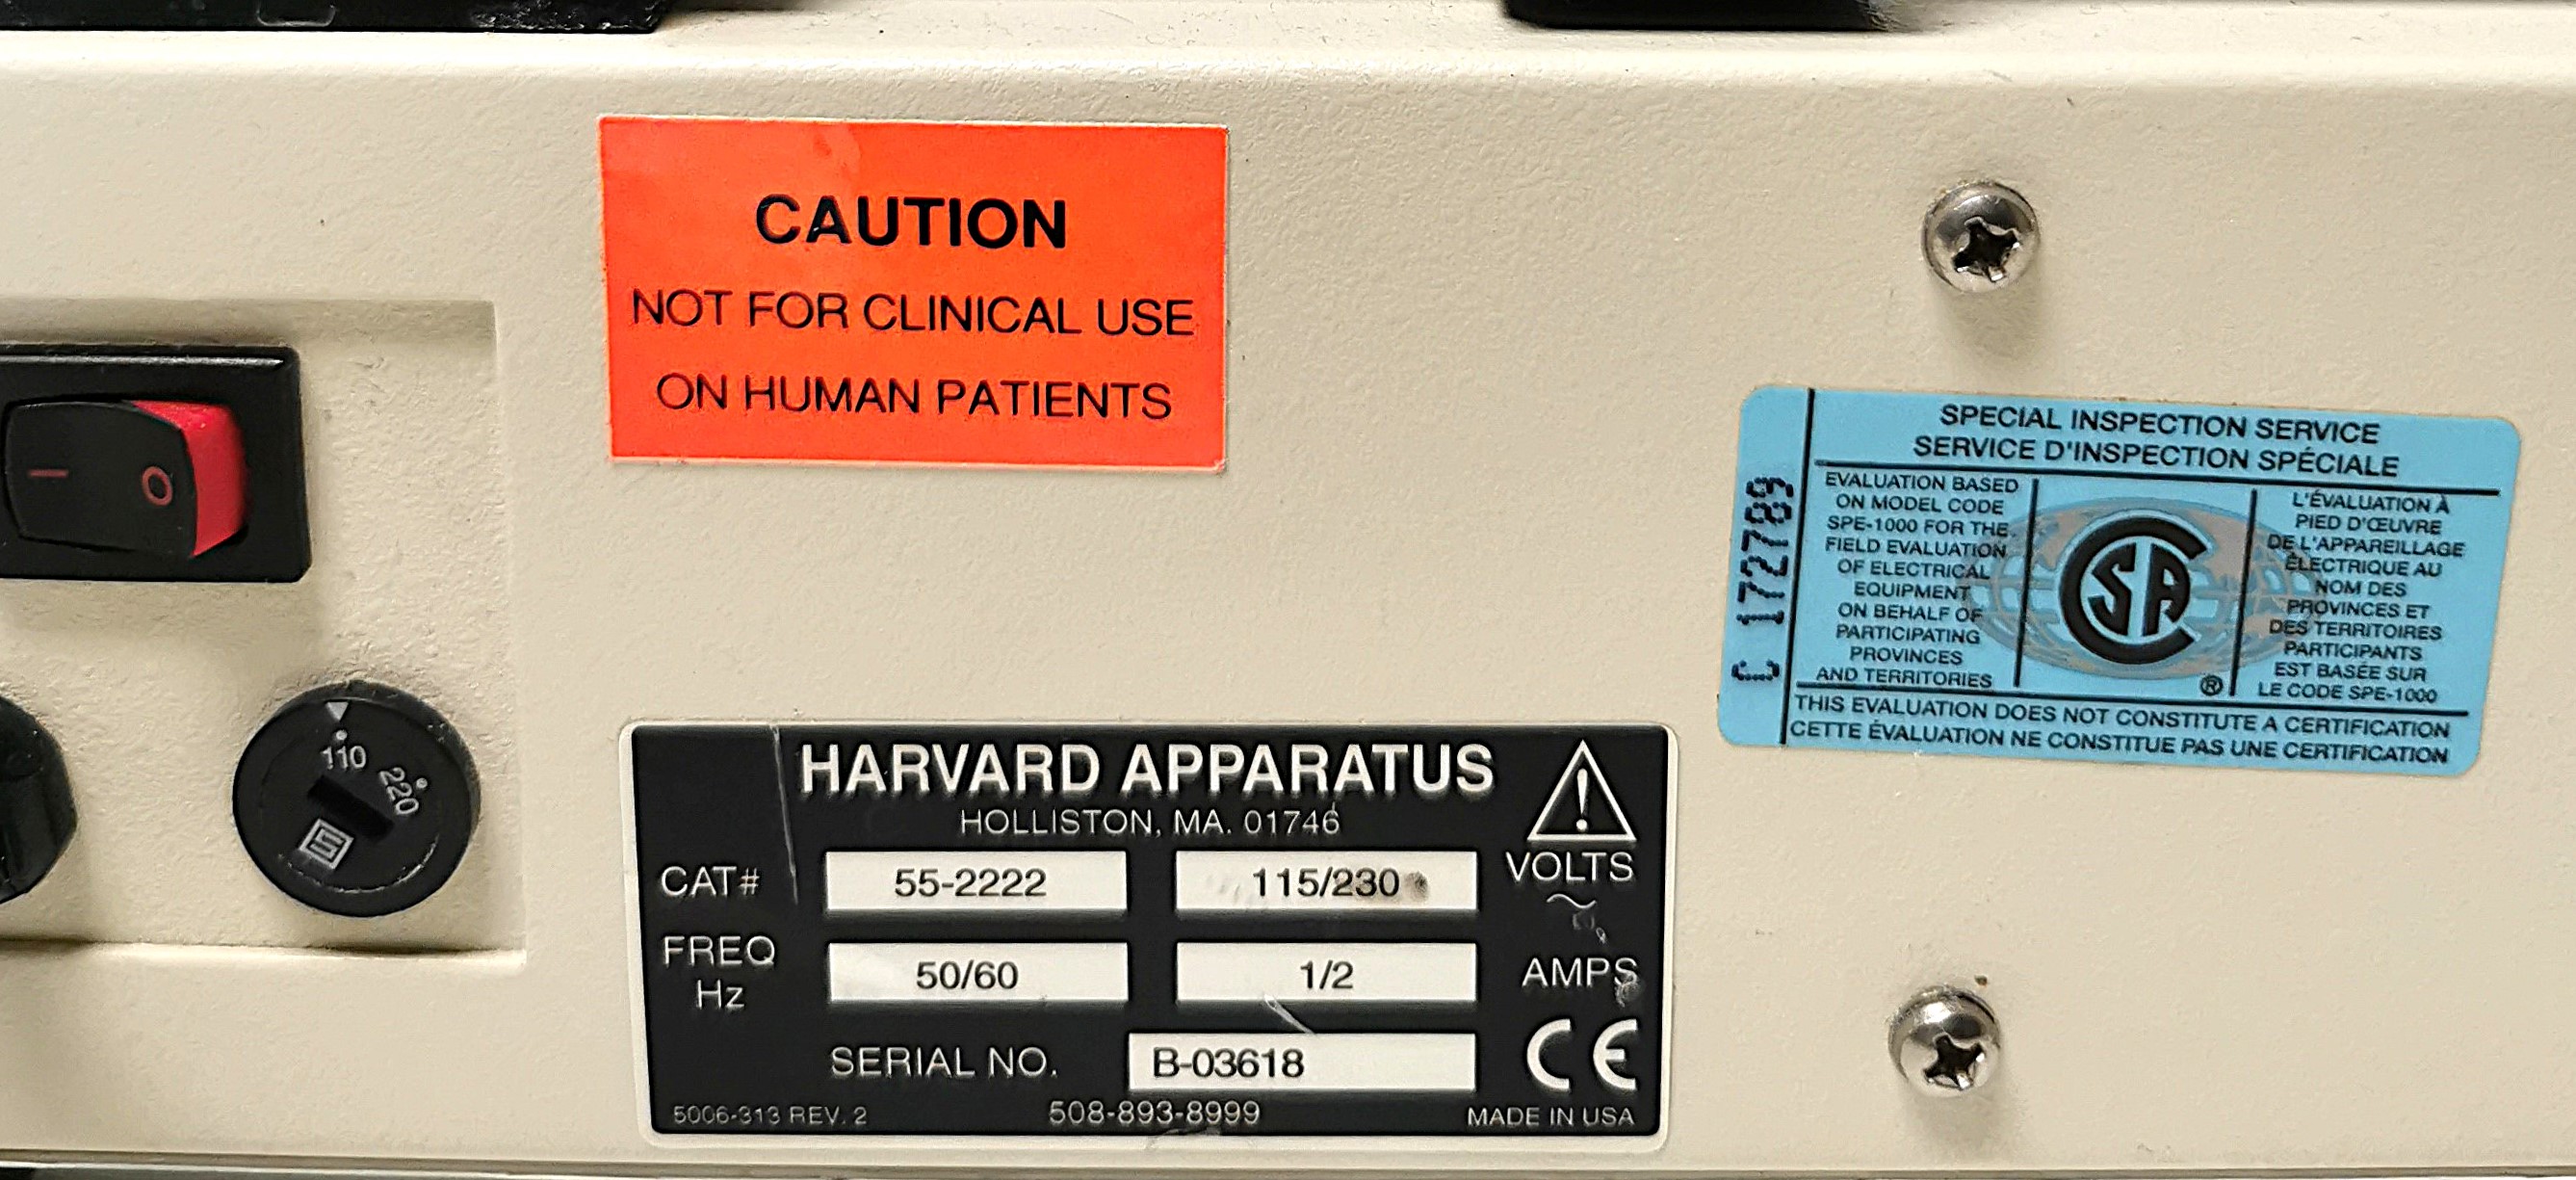 CAUTION
NOT FOR CLINICAL USE
ON HUMAN PATIENTS
I O
110
220
S
HARVARD APPARATUS
HOLLISTON, MA. 01746
CAT# 55-2222 115/230 VOLTS
~
FREQ
Hz
50/60 1/2 AMPS
SERIAL NO. B-03618 CE
5006-313 REV. 2 508-893-8999 MADE IN USA
C 1727789
SPECIAL INSPECTION SERVICE
SERVICE D'INSPECTION SPÉCIALE
EVALUATION BASED
ON MODEL CODE
SPE-1000 FOR THE
FIELD EVALUATION
OF ELECTRICAL
EQUIPMENT
ON BEHALF OF
PARTICIPATING
PROVINCES
AND TERRITORIES
CSA
®
L'ÉVALUATION À
PIED D'ŒUVRE
DE L'APPAREILLAGE
ÉLECTRIQUE AU
NOM DES
PROVINCES ET
DES TERRITOIRES
PARTICIPANTS
EST BASÉE SUR
LE CODE SPE-1000
THIS EVALUATION DOES NOT CONSTITUTE A CERTIFICATION
CETTE ÉVALUATION NE CONSTITUE PAS UNE CERTIFICATION